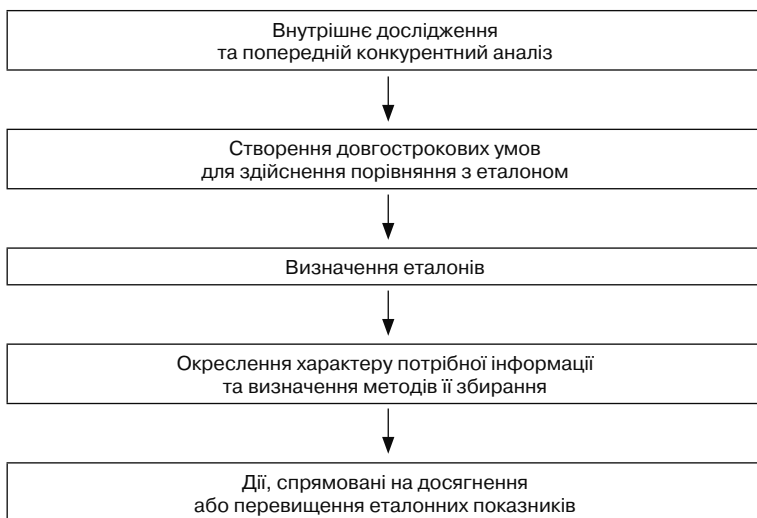 Внутрішнє дослідження
та попередній конкурентний аналіз
Створення довгострокових умов
для здійснення порівняння з еталоном
Визначення еталонів
Окреслення характеру потрібної інформації
та визначення методів її збирання
Дії, спрямовані на досягнення
або перевищення еталонних показників